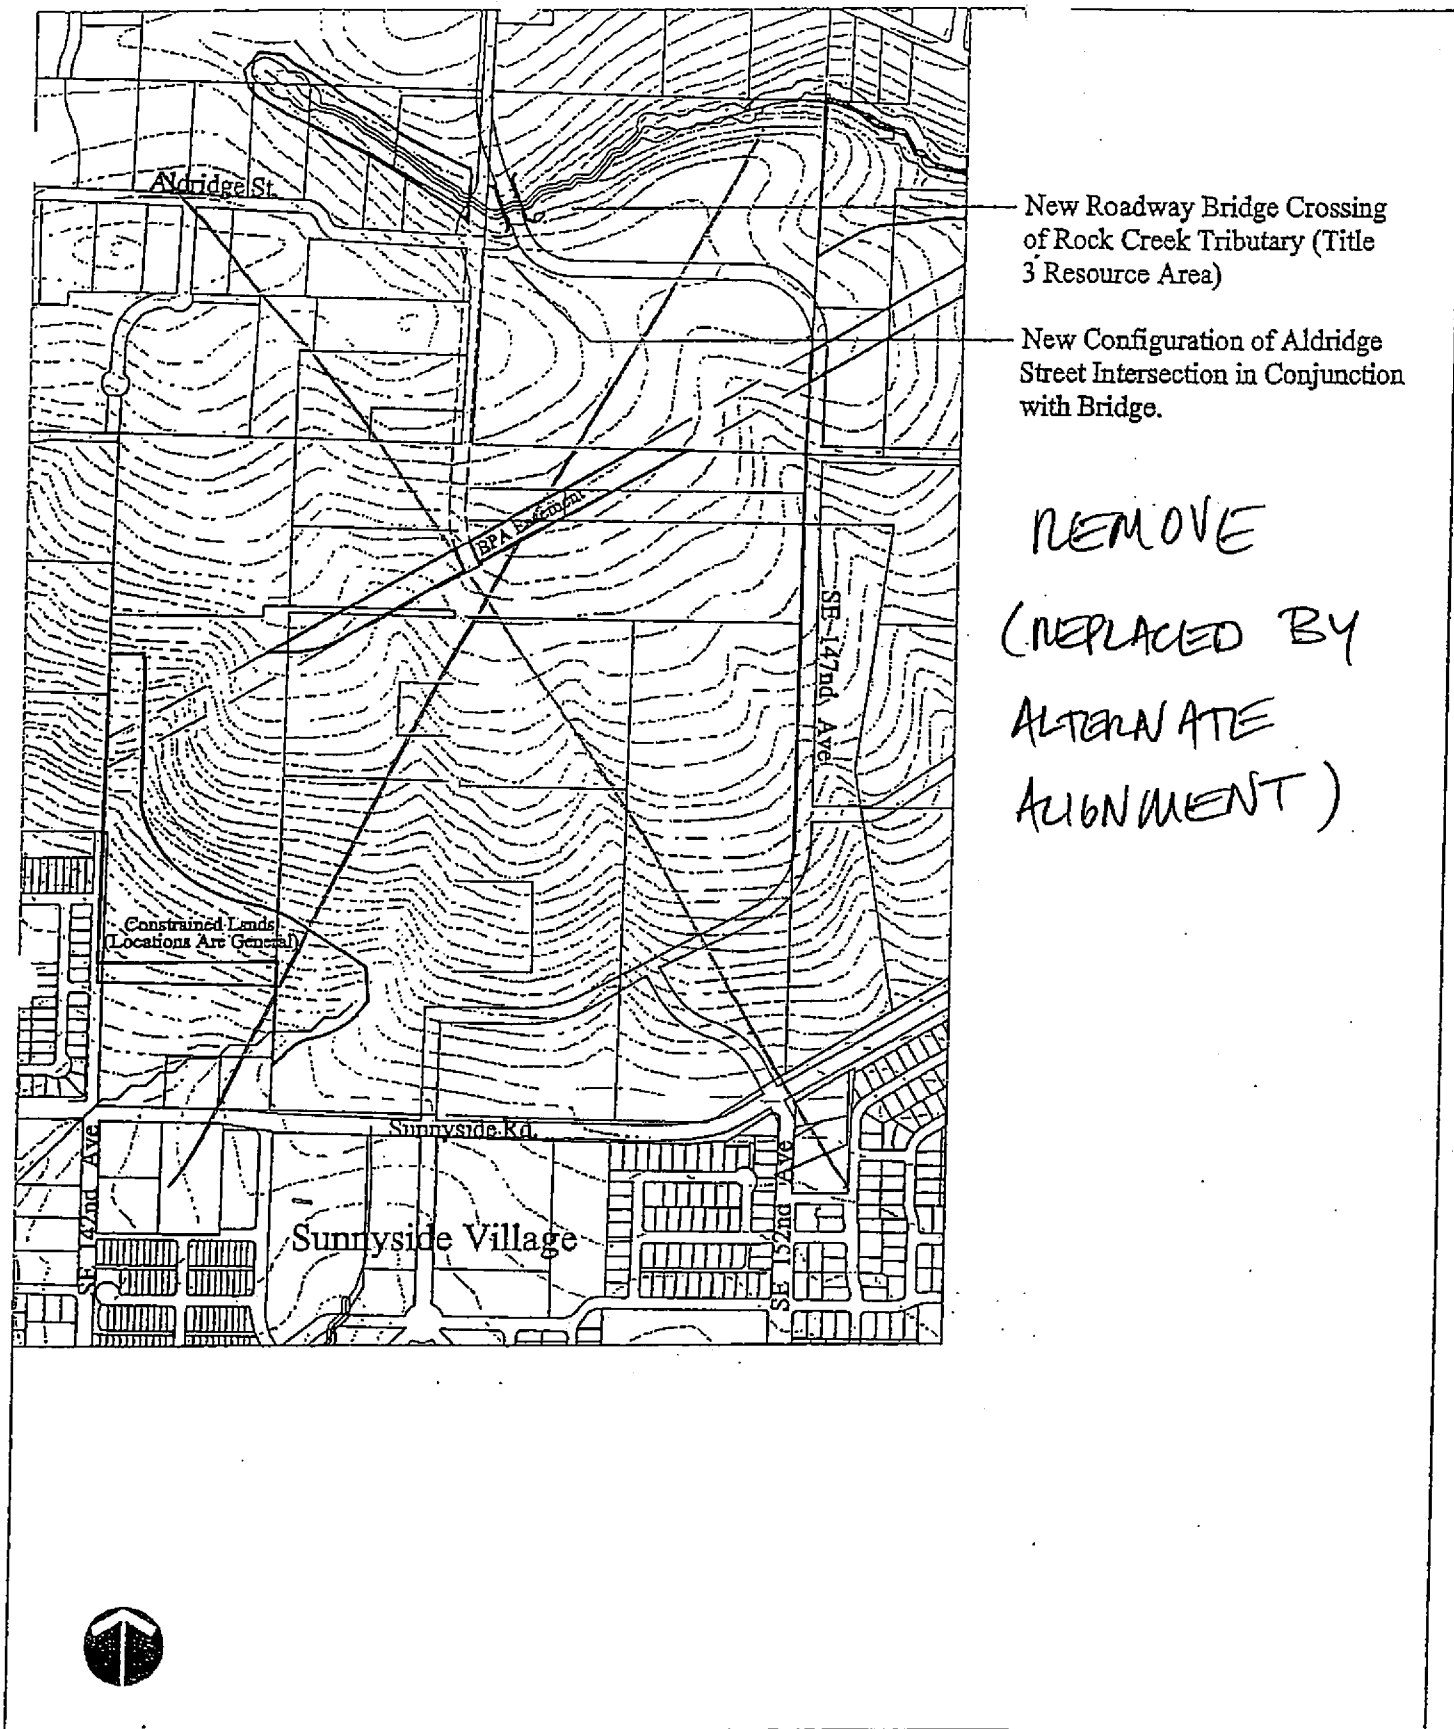 Aldridge St.
New Roadway Bridge Crossing
of Rock Creek Tributary (Title
3 Resource Area)
New Configuration of Aldridge
Street Intersection in Conjunction
with Bridge.
REMOVE
(REPLACED BY
ALTERNATE
ALIGNMENT)
BPA Easement
SE 147nd Ave
Constrained Lands
(Locations Are General)
Sunnyside Rd.
SE 142nd Ave
Sunnyside Village
SE 152nd Ave